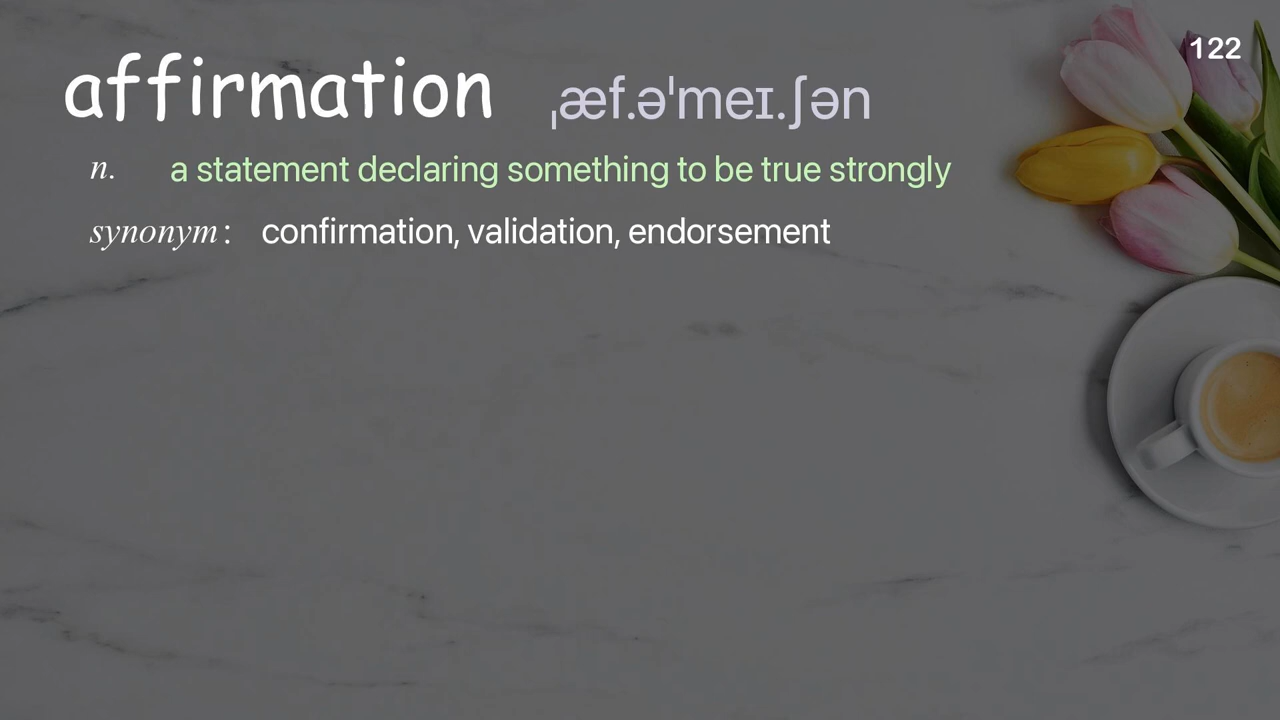 122
affirmation ˌæf.əˈmeɪ.ʃən
n. a statement declaring something to be true strongly
synonym: confirmation, validation, endorsement